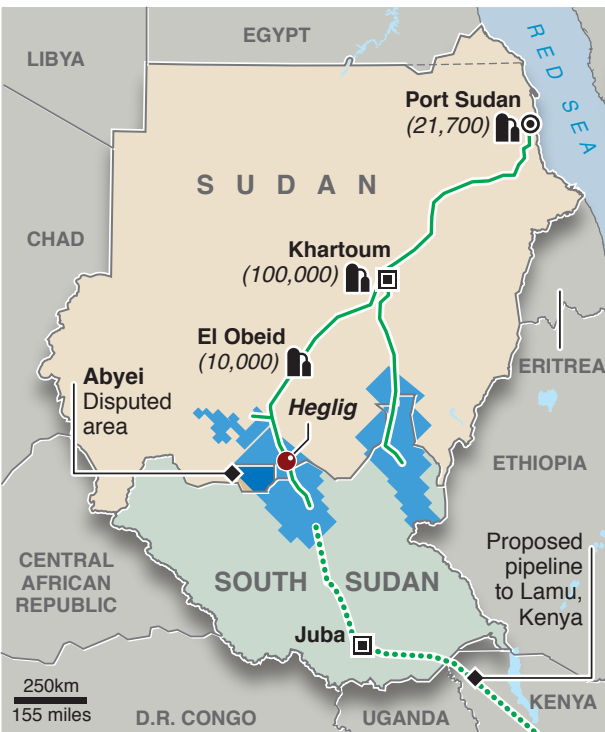 EGYPT
LIBYA
RED SEA
Port Sudan
(21,700)
SUDAN
CHAD
Khartoum
(100,000)
El Obeid
(10,000)
ERITREA
Abyei
Disputed
area
Heglig
ETHIOPIA
Proposed
pipeline
to Lamu,
Kenya
CENTRAL
AFRICAN
REPUBLIC
SOUTH SUDAN
Juba
250km
155 miles
D.R. CONGO
UGANDA
KENYA